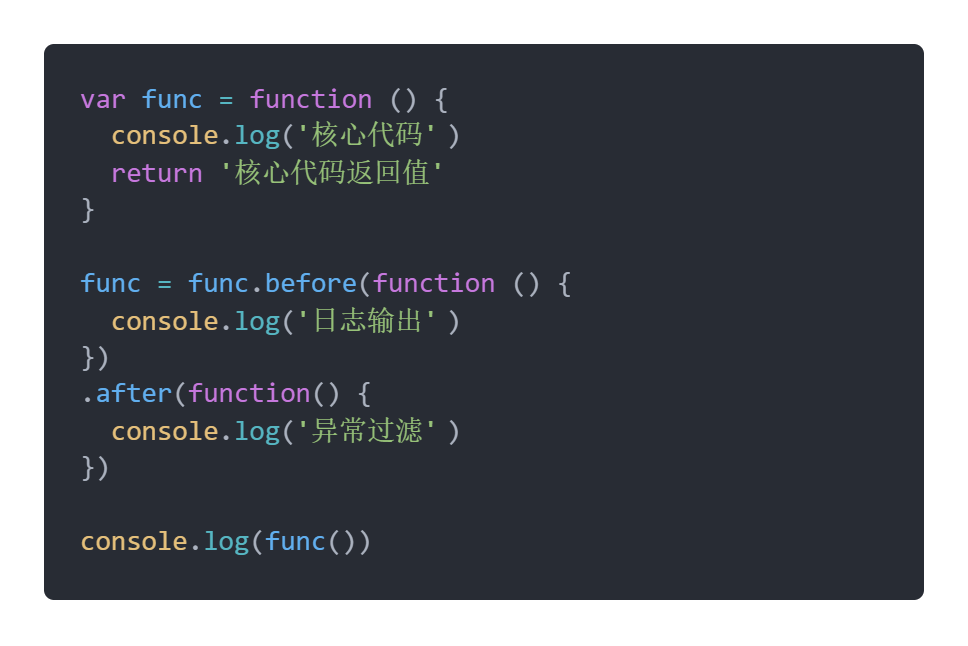 var func = function () {
  console.log('核心代码')
  return '核心代码返回值'
}

func = func.before(function () {
  console.log('日志输出')
})
.after(function() {
  console.log('异常过滤')
})

console.log(func())